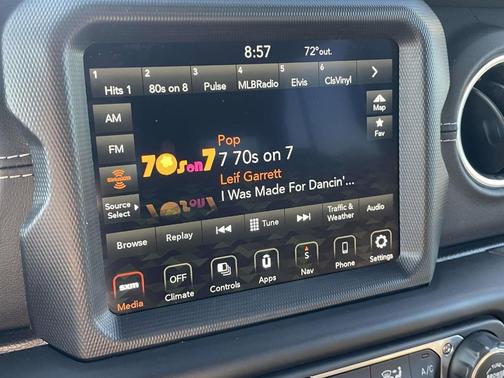 8:57 72° out.
1 2 3 4 5 6
Hits 1 80s on 8 Pulse MLBRadio Elvis ClsVinyl
AM
FM
Source
Select
Map
Fav
Pop
70s on 7
7 70s on 7
Leif Garrett
I Was Made For Dancin'...
Browse Replay Tune Traffic & Audio
Weather
sxm OFF Ü S
Media Climate Controls Apps Nav Phone Settings
A/C